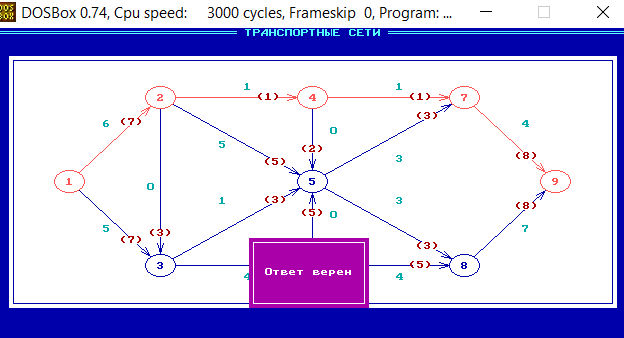 DOSBox 0.74, Cpu speed: 3000 cycles, Frameskip 0, Program: ...
ТРАНСПОРТНЫЕ СЕТИ
1 1
2 (1) 4 (1) 7
6 (7) (3) 4
0
5 (2) 3 (8)
(5)
1 5 9
0 1 (3) 3
(5) 0 (8)
5 (7) (3) (3) 7
Ответ верен
3 (5) 8
4 4